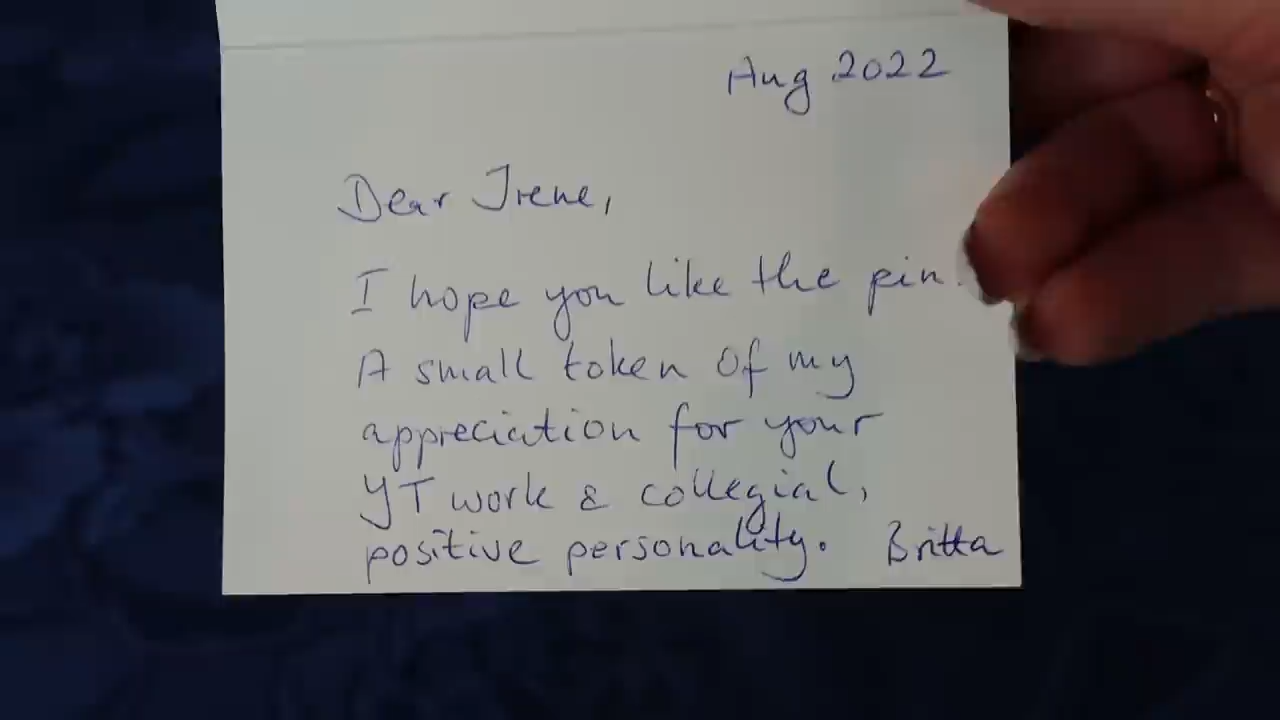 Aug 2022
Dear Irene,
I hope you like the pin.
A small token of my
appreciation for your
YT work & collegial,
positive personality. Britta